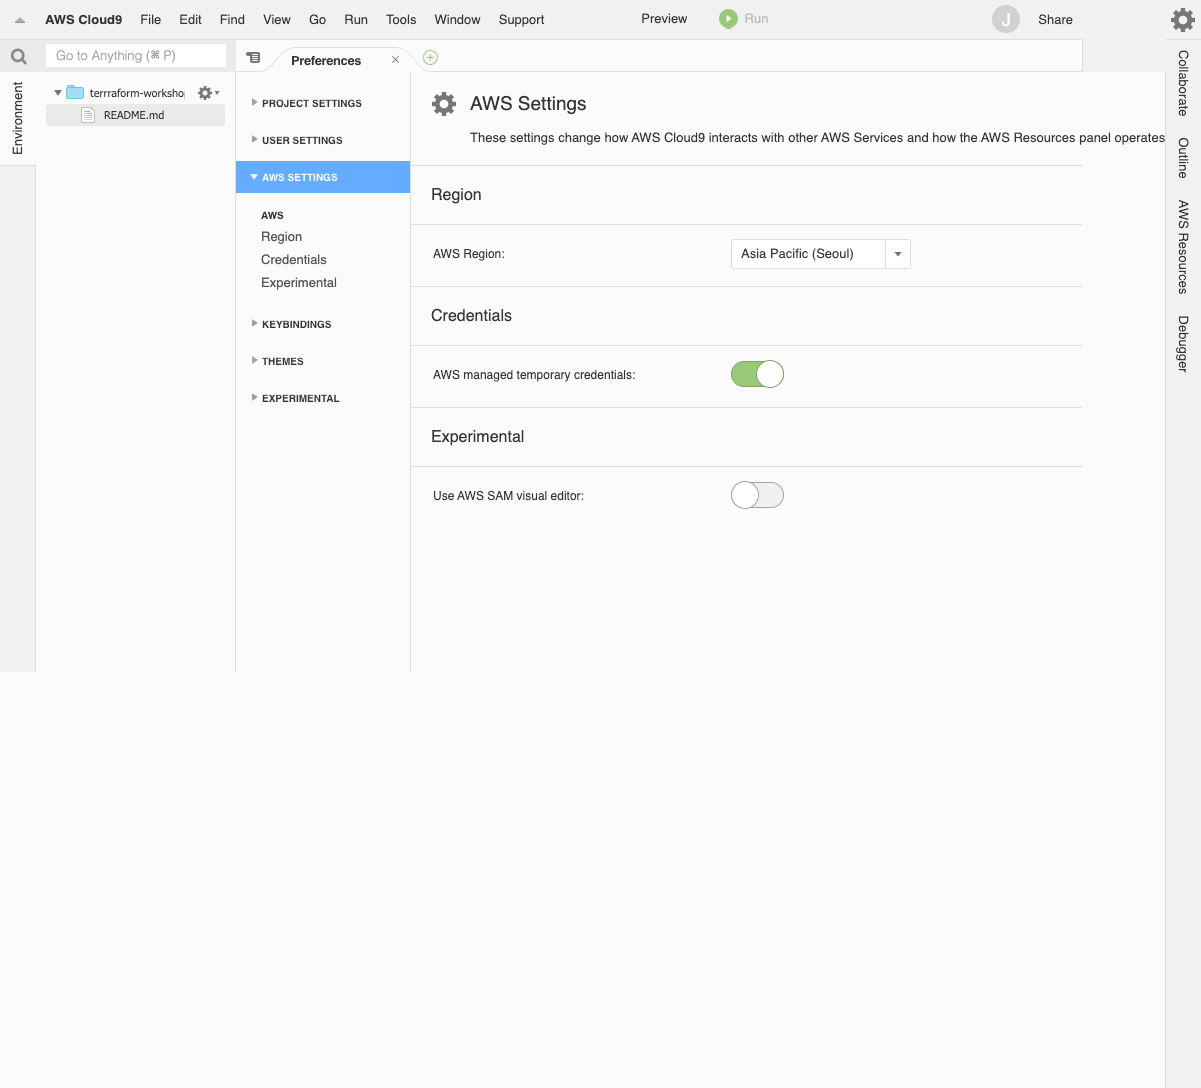 AWS Cloud9 File Edit Find View Go Run Tools Window Support Preview Run J Share
Go to Anything (⌘ P)
Preferences
Environment
terrraform-worksho
README.md
PROJECT SETTINGS
USER SETTINGS
AWS SETTINGS
AWS
Region
Credentials
Experimental
KEYBINDINGS
THEMES
EXPERIMENTAL
AWS Settings
These settings change how AWS Cloud9 interacts with other AWS Services and how the AWS Resources panel operates
Region
AWS Region: Asia Pacific (Seoul)
Credentials
AWS managed temporary credentials:
Experimental
Use AWS SAM visual editor:
Collaborate
Outline
AWS Resources
Debugger